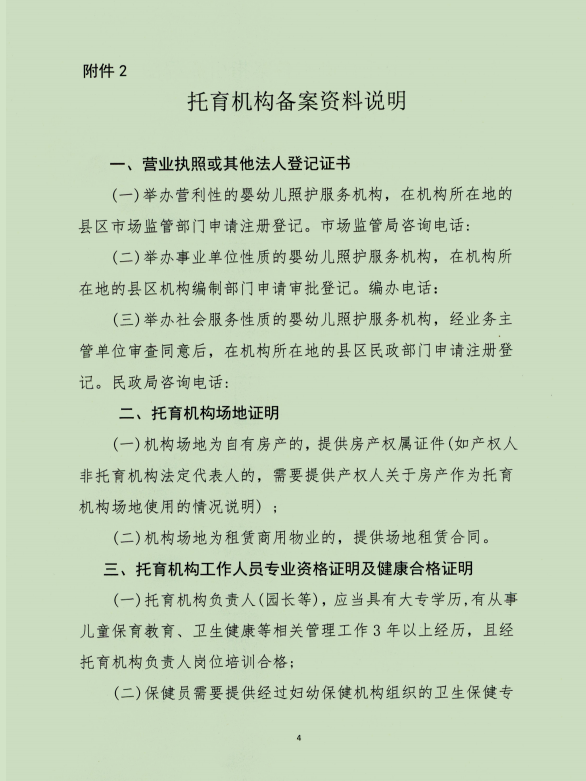 附件2
托育机构备案资料说明
一、营业执照或其他法人登记证书
(一)举办营利性的婴幼儿照护服务机构，在机构所在地的
县区市场监管部门申请注册登记。市场监管局咨询电话:
(二)举办事业单位性质的婴幼儿照护服务机构，在机构所
在地的县区机构编制部门申请审批登记。编办电话:
(三)举办社会服务性质的婴幼儿照护服务机构，经业务主
管单位审查同意后，在机构所在地的县区民政部门申请注册登
记。民政局咨询电话:
二、托育机构场地证明
(一)机构场地为自有房产的，提供房产权属证件(如产权人
非托育机构法定代表人的，需要提供产权人关于房产作为托育
机构场地使用的情况说明)；
(二)机构场地为租赁商用物业的，提供场地租赁合同。
三、托育机构工作人员专业资格证明及健康合格证明
(一)托育机构负责人(园长等)，应当具有大专学历,有从事
儿童保育教育、卫生健康等相关管理工作3年以上经历，且经
托育机构负责人岗位培训合格;
(二)保健员需要提供经过妇幼保健机构组织的卫生保健专
4